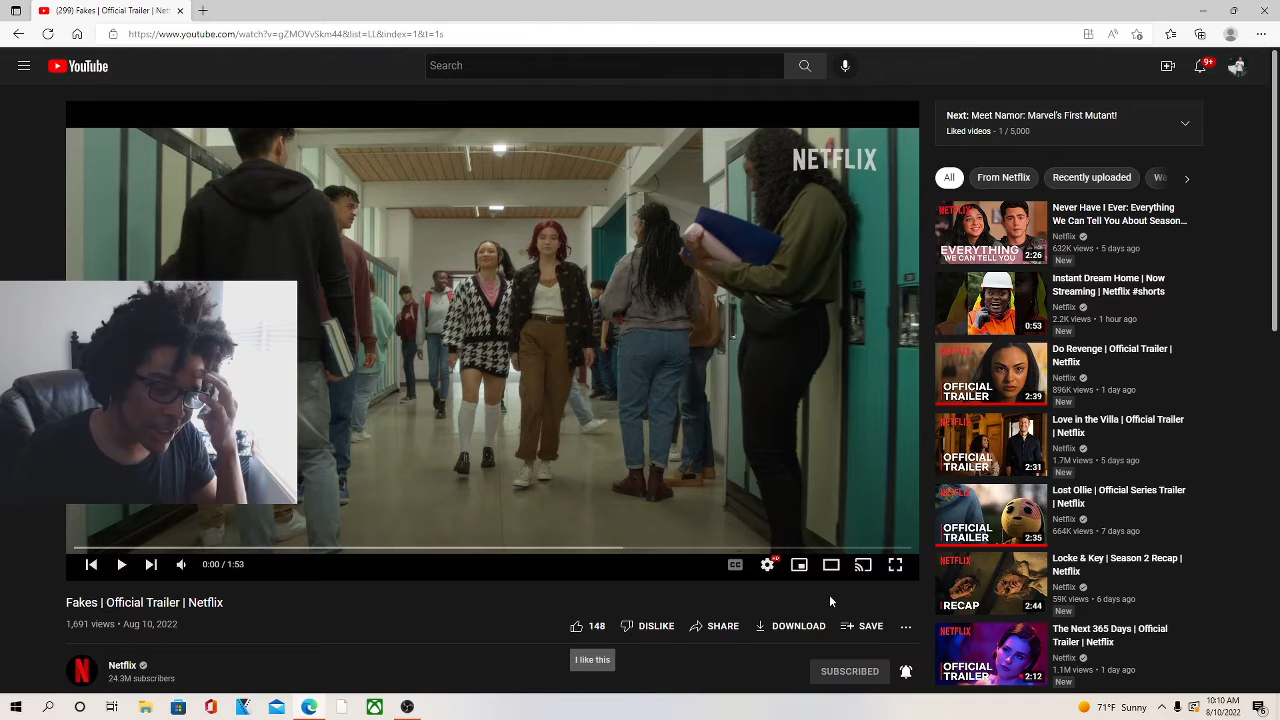 (299) Fakes | Official Trailer | Net
https://www.youtube.com/watch?v=gZMOVvSkm44&list=LL&index=1&t=1s
YouTube
Search
9+
NETFLIX
Next: Meet Namor: Marvel's First Mutant!
Liked videos - 1 / 5,000
All
From Netflix
Recently uploaded
Wa
NETFLIX
EVERYTHING
WE CAN TELL YOU
2:26
Never Have I Ever: Everything
We Can Tell You About Season...
Netflix
632K views • 5 days ago
New
0:53
Instant Dream Home | Now
Streaming | Netflix #shorts
Netflix
2.2K views • 1 hour ago
New
OFFICIAL
TRAILER
2:39
Do Revenge | Official Trailer |
Netflix
Netflix
896K views • 1 day ago
New
NETFLIX
OFFICIAL
TRAILER
2:31
Love in the Villa | Official Trailer
| Netflix
Netflix
1.7M views • 5 days ago
New
NETFLIX
OFFICIAL
TRAILER
2:35
Lost Ollie | Official Series Trailer
| Netflix
Netflix
664K views • 7 days ago
New
NETFLIX
RECAP
2:44
Locke & Key | Season 2 Recap |
Netflix
Netflix
59K views • 6 days ago
New
NETFLIX
OFFICIAL
TRAILER
2:12
The Next 365 Days | Official
Trailer | Netflix
Netflix
1.1M views • 1 day ago
New
0:00 / 1:53
CC
HD
Fakes | Official Trailer | Netflix
1,691 views • Aug 10, 2022
148
DISLIKE
SHARE
DOWNLOAD
SAVE
I like this
N
Netflix
24.3M subscribers
SUBSCRIBED
71°F Sunny
10:10 AM
8/10/2022
6